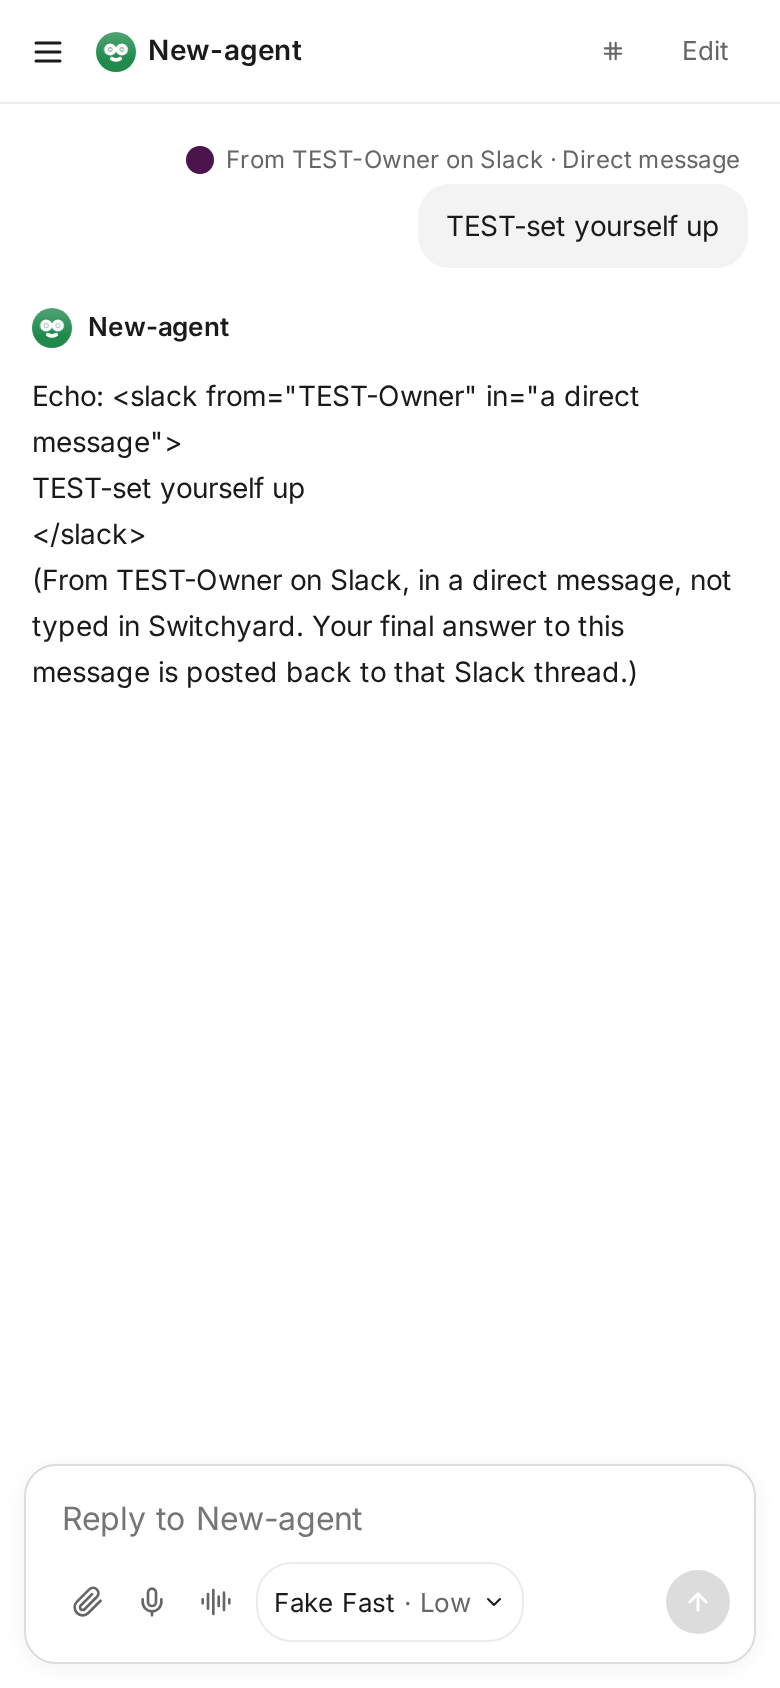 New-agent
Edit
From TEST-Owner on Slack · Direct message
TEST-set yourself up
New-agent
Echo: <slack from="TEST-Owner" in="a direct
message">
TEST-set yourself up
</slack>
(From TEST-Owner on Slack, in a direct message, not
typed in Switchyard. Your final answer to this
message is posted back to that Slack thread.)
Reply to New-agent
Fake Fast · Low